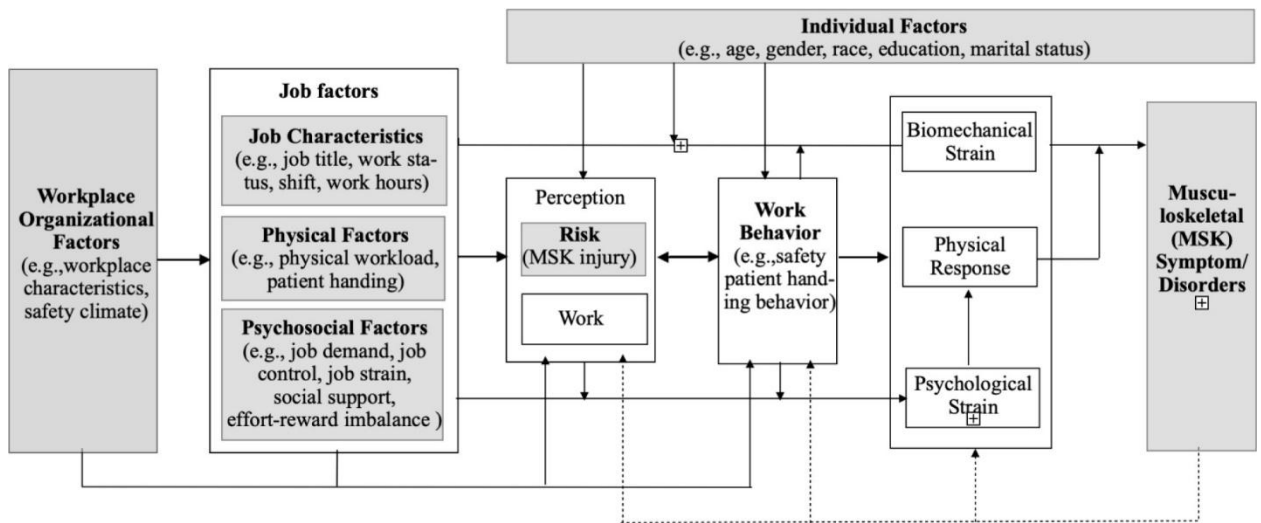 Individual Factors
(e.g., age, gender, race, education, marital status)
Workplace
Organizational
Factors
(e.g.,workplace
characteristics,
safety climate)
Job factors
Job Characteristics
(e.g., job title, work sta-
tus, shift, work hours)
Physical Factors
(e.g., physical workload,
patient handing)
Psychosocial Factors
(e.g., job demand, job
control, job strain,
social support,
effort-reward imbalance )
Perception
Risk
(MSK injury)
Work
Work
Behavior
(e.g.,safety
patient hand-
ing behavior)
Biomechanical
Strain
Physical
Response
Psychological
Strain
Muscu-
loskeletal
(MSK)
Symptom/
Disorders